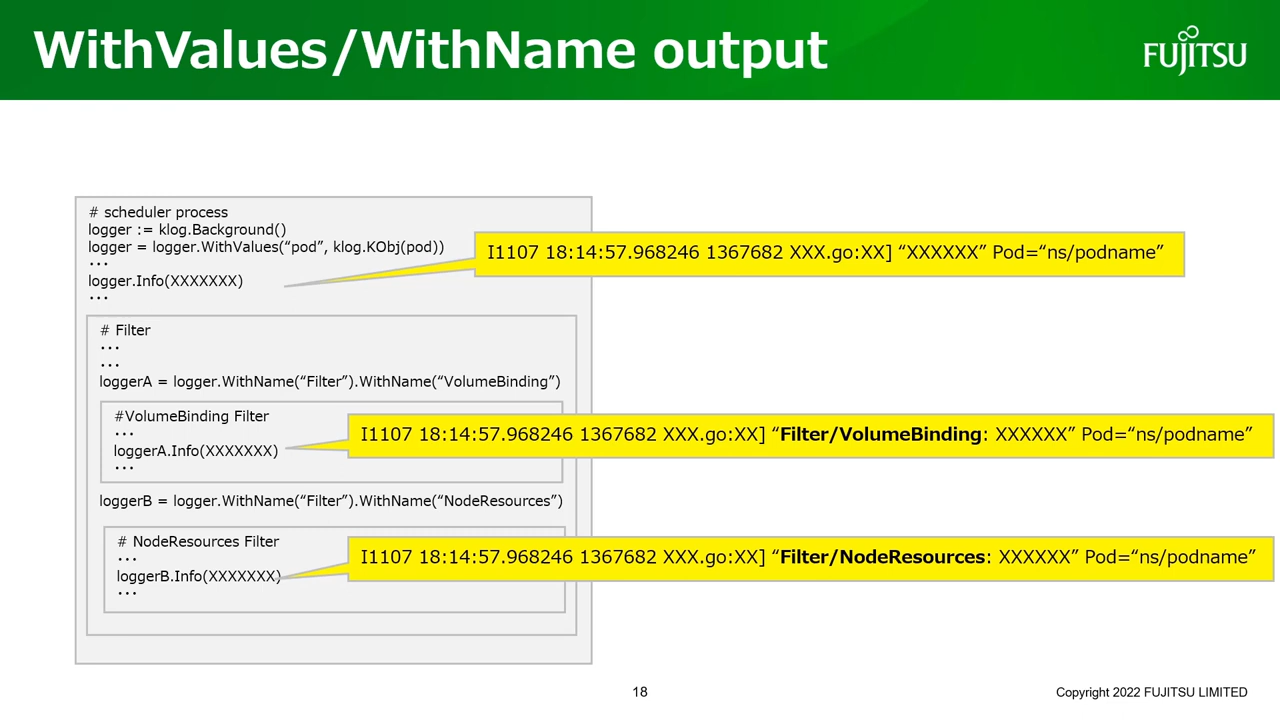 WithValues/WithName output
FUJITSU
# scheduler process
logger := klog.Background()
logger = logger.WithValues(“pod”, klog.KObj(pod))
･･･
logger.Info(XXXXXXX)
･･･
I1107 18:14:57.968246 1367682 XXX.go:XX] “XXXXXX” Pod=“ns/podname”
# Filter
･･･
･･･
loggerA = logger.WithName(“Filter”).WithName(“VolumeBinding”)
#VolumeBinding Filter
･･･
loggerA.Info(XXXXXXX)
･･･
I1107 18:14:57.968246 1367682 XXX.go:XX] “Filter/VolumeBinding: XXXXXX” Pod=“ns/podname”
loggerB = logger.WithName(“Filter”).WithName(“NodeResources”)
# NodeResources Filter
･･･
loggerB.Info(XXXXXXX)
･･･
I1107 18:14:57.968246 1367682 XXX.go:XX] “Filter/NodeResources: XXXXXX” Pod=“ns/podname”
18
Copyright 2022 FUJITSU LIMITED